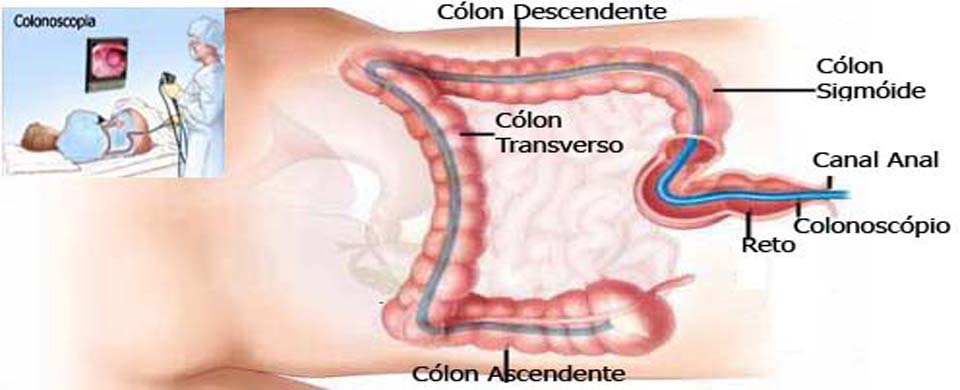 Colonoscopia
Cólon Descendente
Cólon
Sigmóide
Cólon
Transverso
Canal Anal
Colonoscópio
Reto
Cólon Ascendente